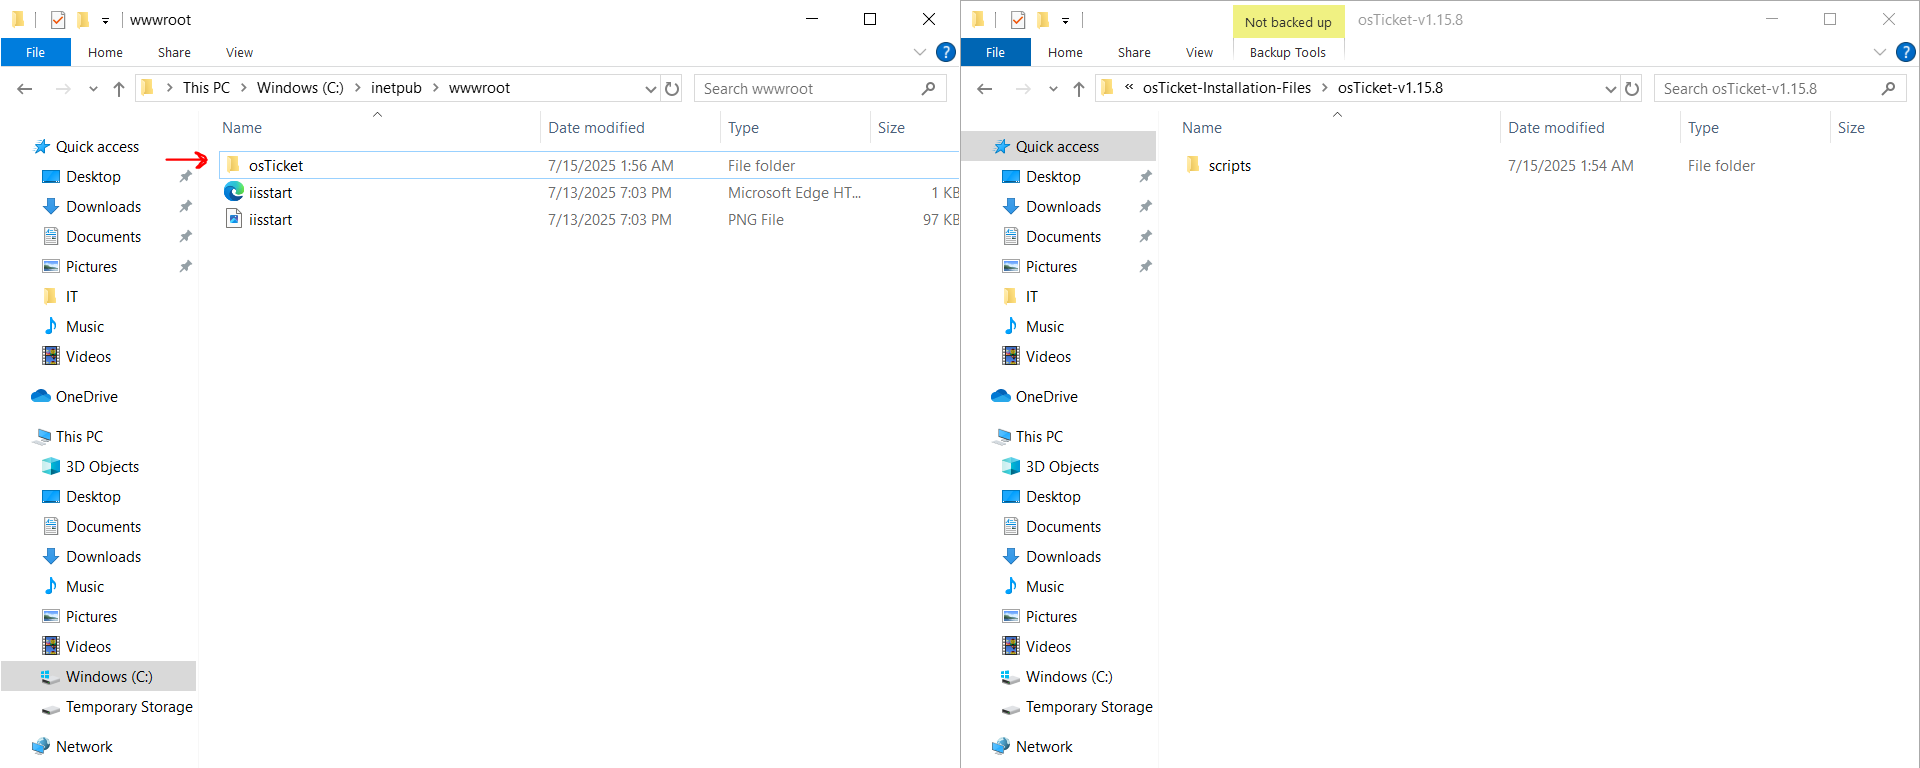 wwwroot
File Home Share View
This PC Windows (C:) inetpub wwwroot
Search wwwroot
Name Date modified Type Size
osTicket 7/15/2025 1:56 AM File folder
iisstart 7/13/2025 7:03 PM Microsoft Edge HT... 1 KB
iisstart 7/13/2025 7:03 PM PNG File 97 KB
Quick access
Desktop
Downloads
Documents
Pictures
IT
Music
Videos
OneDrive
This PC
3D Objects
Desktop
Documents
Downloads
Music
Pictures
Videos
Windows (C:)
Temporary Storage
Network
Not backed up osTicket-v1.15.8
File Home Share View Backup Tools
« osTicket-Installation-Files osTicket-v1.15.8
Search osTicket-v1.15.8
Name Date modified Type Size
scripts 7/15/2025 1:54 AM File folder
Quick access
Desktop
Downloads
Documents
Pictures
IT
Music
Videos
OneDrive
This PC
3D Objects
Desktop
Documents
Downloads
Music
Pictures
Videos
Windows (C:)
Temporary Storage
Network